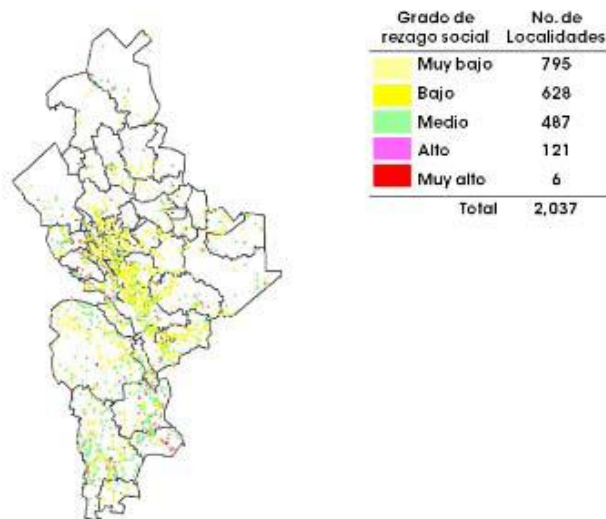 Grado de rezago social No. de Localidades
Muy bajo 795
Bajo 628
Medio 487
Alto 121
Muy alto 6
Total 2,037